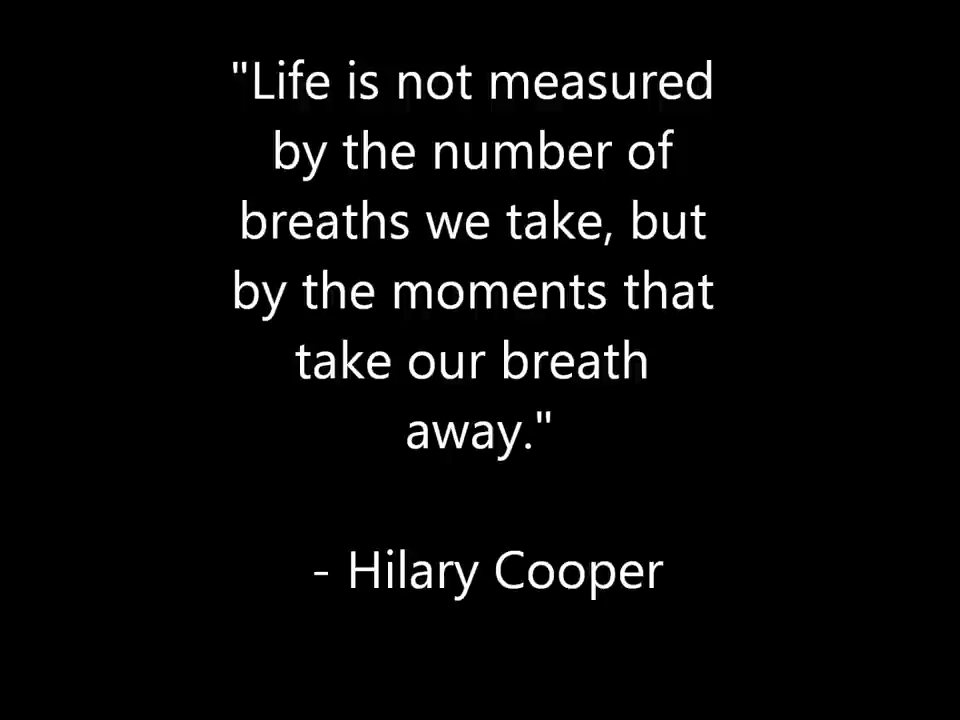 "Life is not measured
by the number of
breaths we take, but
by the moments that
take our breath
away."
- Hilary Cooper